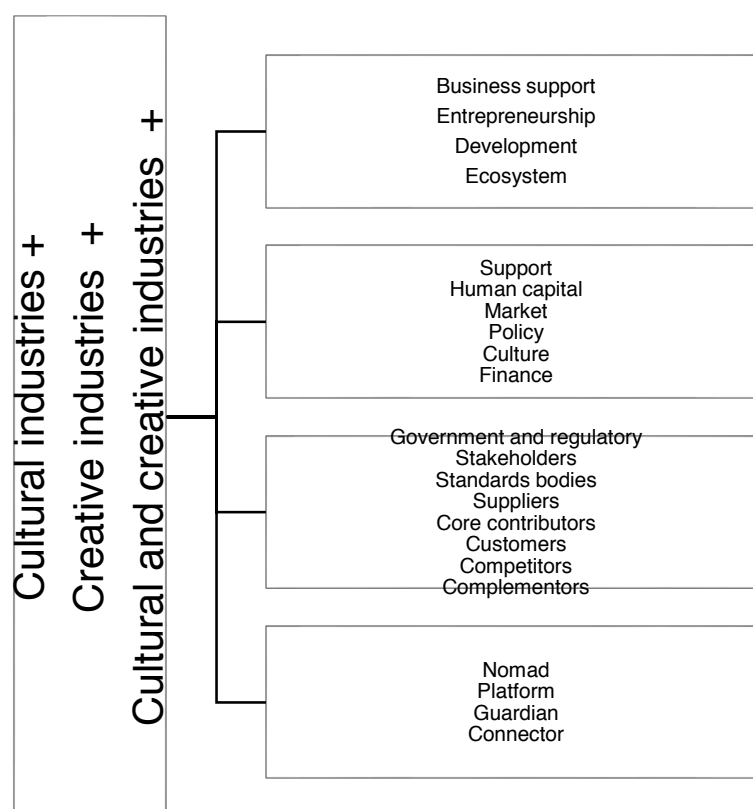 Cultural industries +
Creative industries +
Cultural and creative industries +
Business support
Entrepreneurship
Development
Ecosystem
Support
Human capital
Market
Policy
Culture
Finance
Government and regulatory
Stakeholders
Standards bodies
Suppliers
Core contributors
Customers
Competitors
Complementors
Nomad
Platform
Guardian
Connector